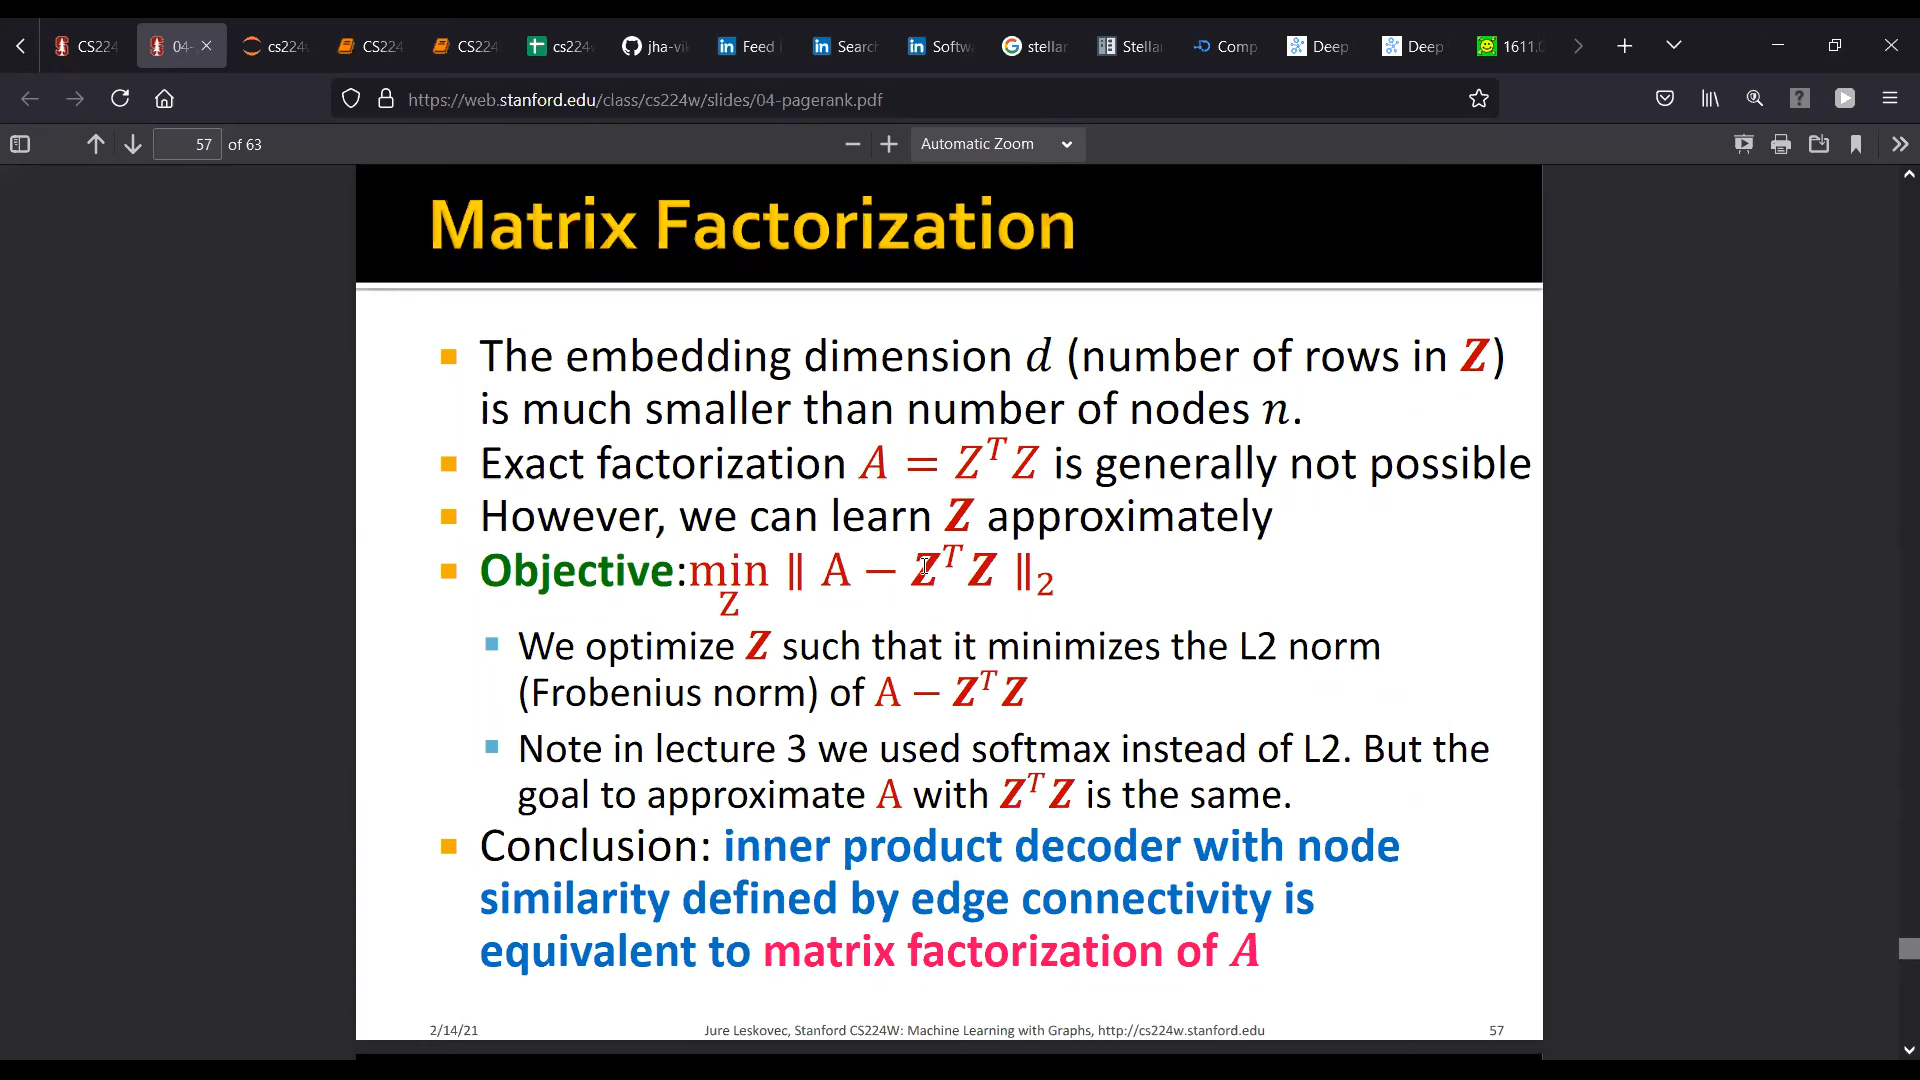 CS224
04-
cs224
CS224
CS224
cs224
jha-vi
Feed
Search
Softw
stellar
Stella
Comp
Deep
Deep
1611.0
https://web.stanford.edu/class/cs224w/slides/04-pagerank.pdf
57 of 63
Automatic Zoom
Matrix Factorization
The embedding dimension d (number of rows in Z)
is much smaller than number of nodes n.
Exact factorization A = Z^T Z is generally not possible
However, we can learn Z approximately
Objective: min_Z ‖ A − Z^T Z ‖_2
We optimize Z such that it minimizes the L2 norm
(Frobenius norm) of A − Z^T Z
Note in lecture 3 we used softmax instead of L2. But the
goal to approximate A with Z^T Z is the same.
Conclusion: inner product decoder with node
similarity defined by edge connectivity is
equivalent to matrix factorization of A
2/14/21
Jure Leskovec, Stanford CS224W: Machine Learning with Graphs, http://cs224w.stanford.edu
57